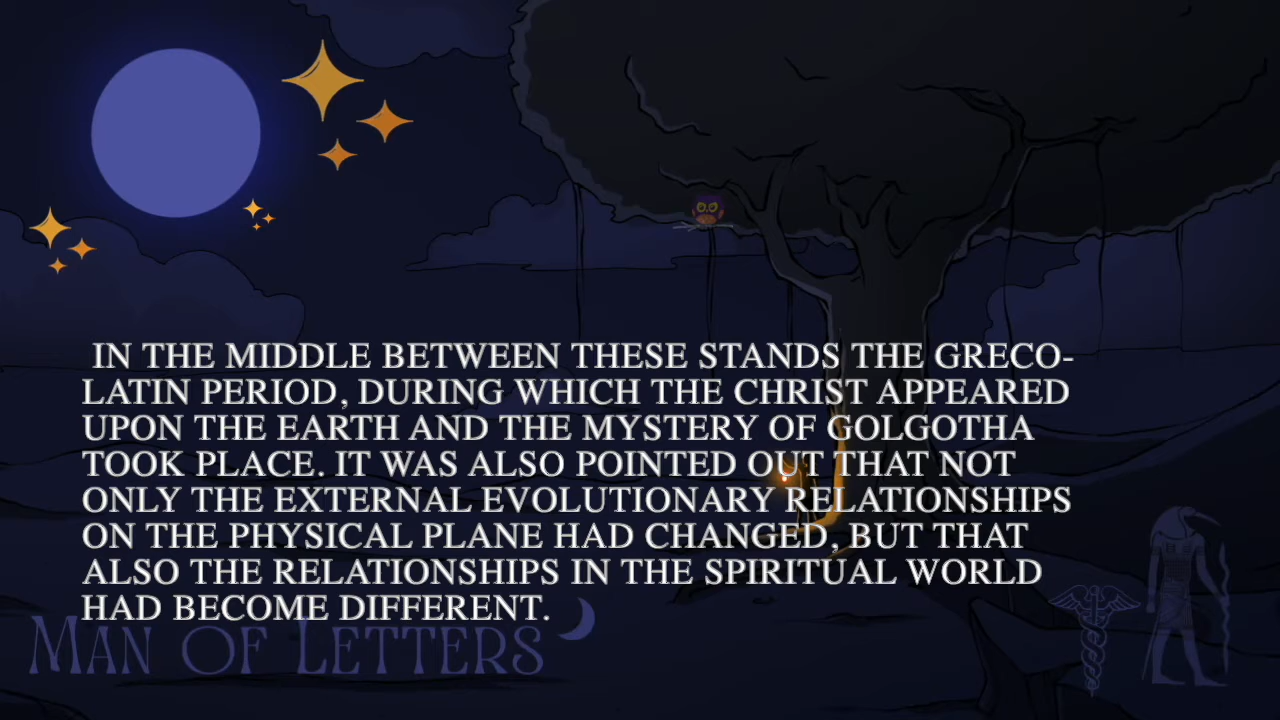 IN THE MIDDLE BETWEEN THESE STANDS THE GRECO-
LATIN PERIOD, DURING WHICH THE CHRIST APPEARED
UPON THE EARTH AND THE MYSTERY OF GOLGOTHA
TOOK PLACE. IT WAS ALSO POINTED OUT THAT NOT
ONLY THE EXTERNAL EVOLUTIONARY RELATIONSHIPS
ON THE PHYSICAL PLANE HAD CHANGED, BUT THAT
ALSO THE RELATIONSHIPS IN THE SPIRITUAL WORLD
HAD BECOME DIFFERENT.
MAN OF LETTERS